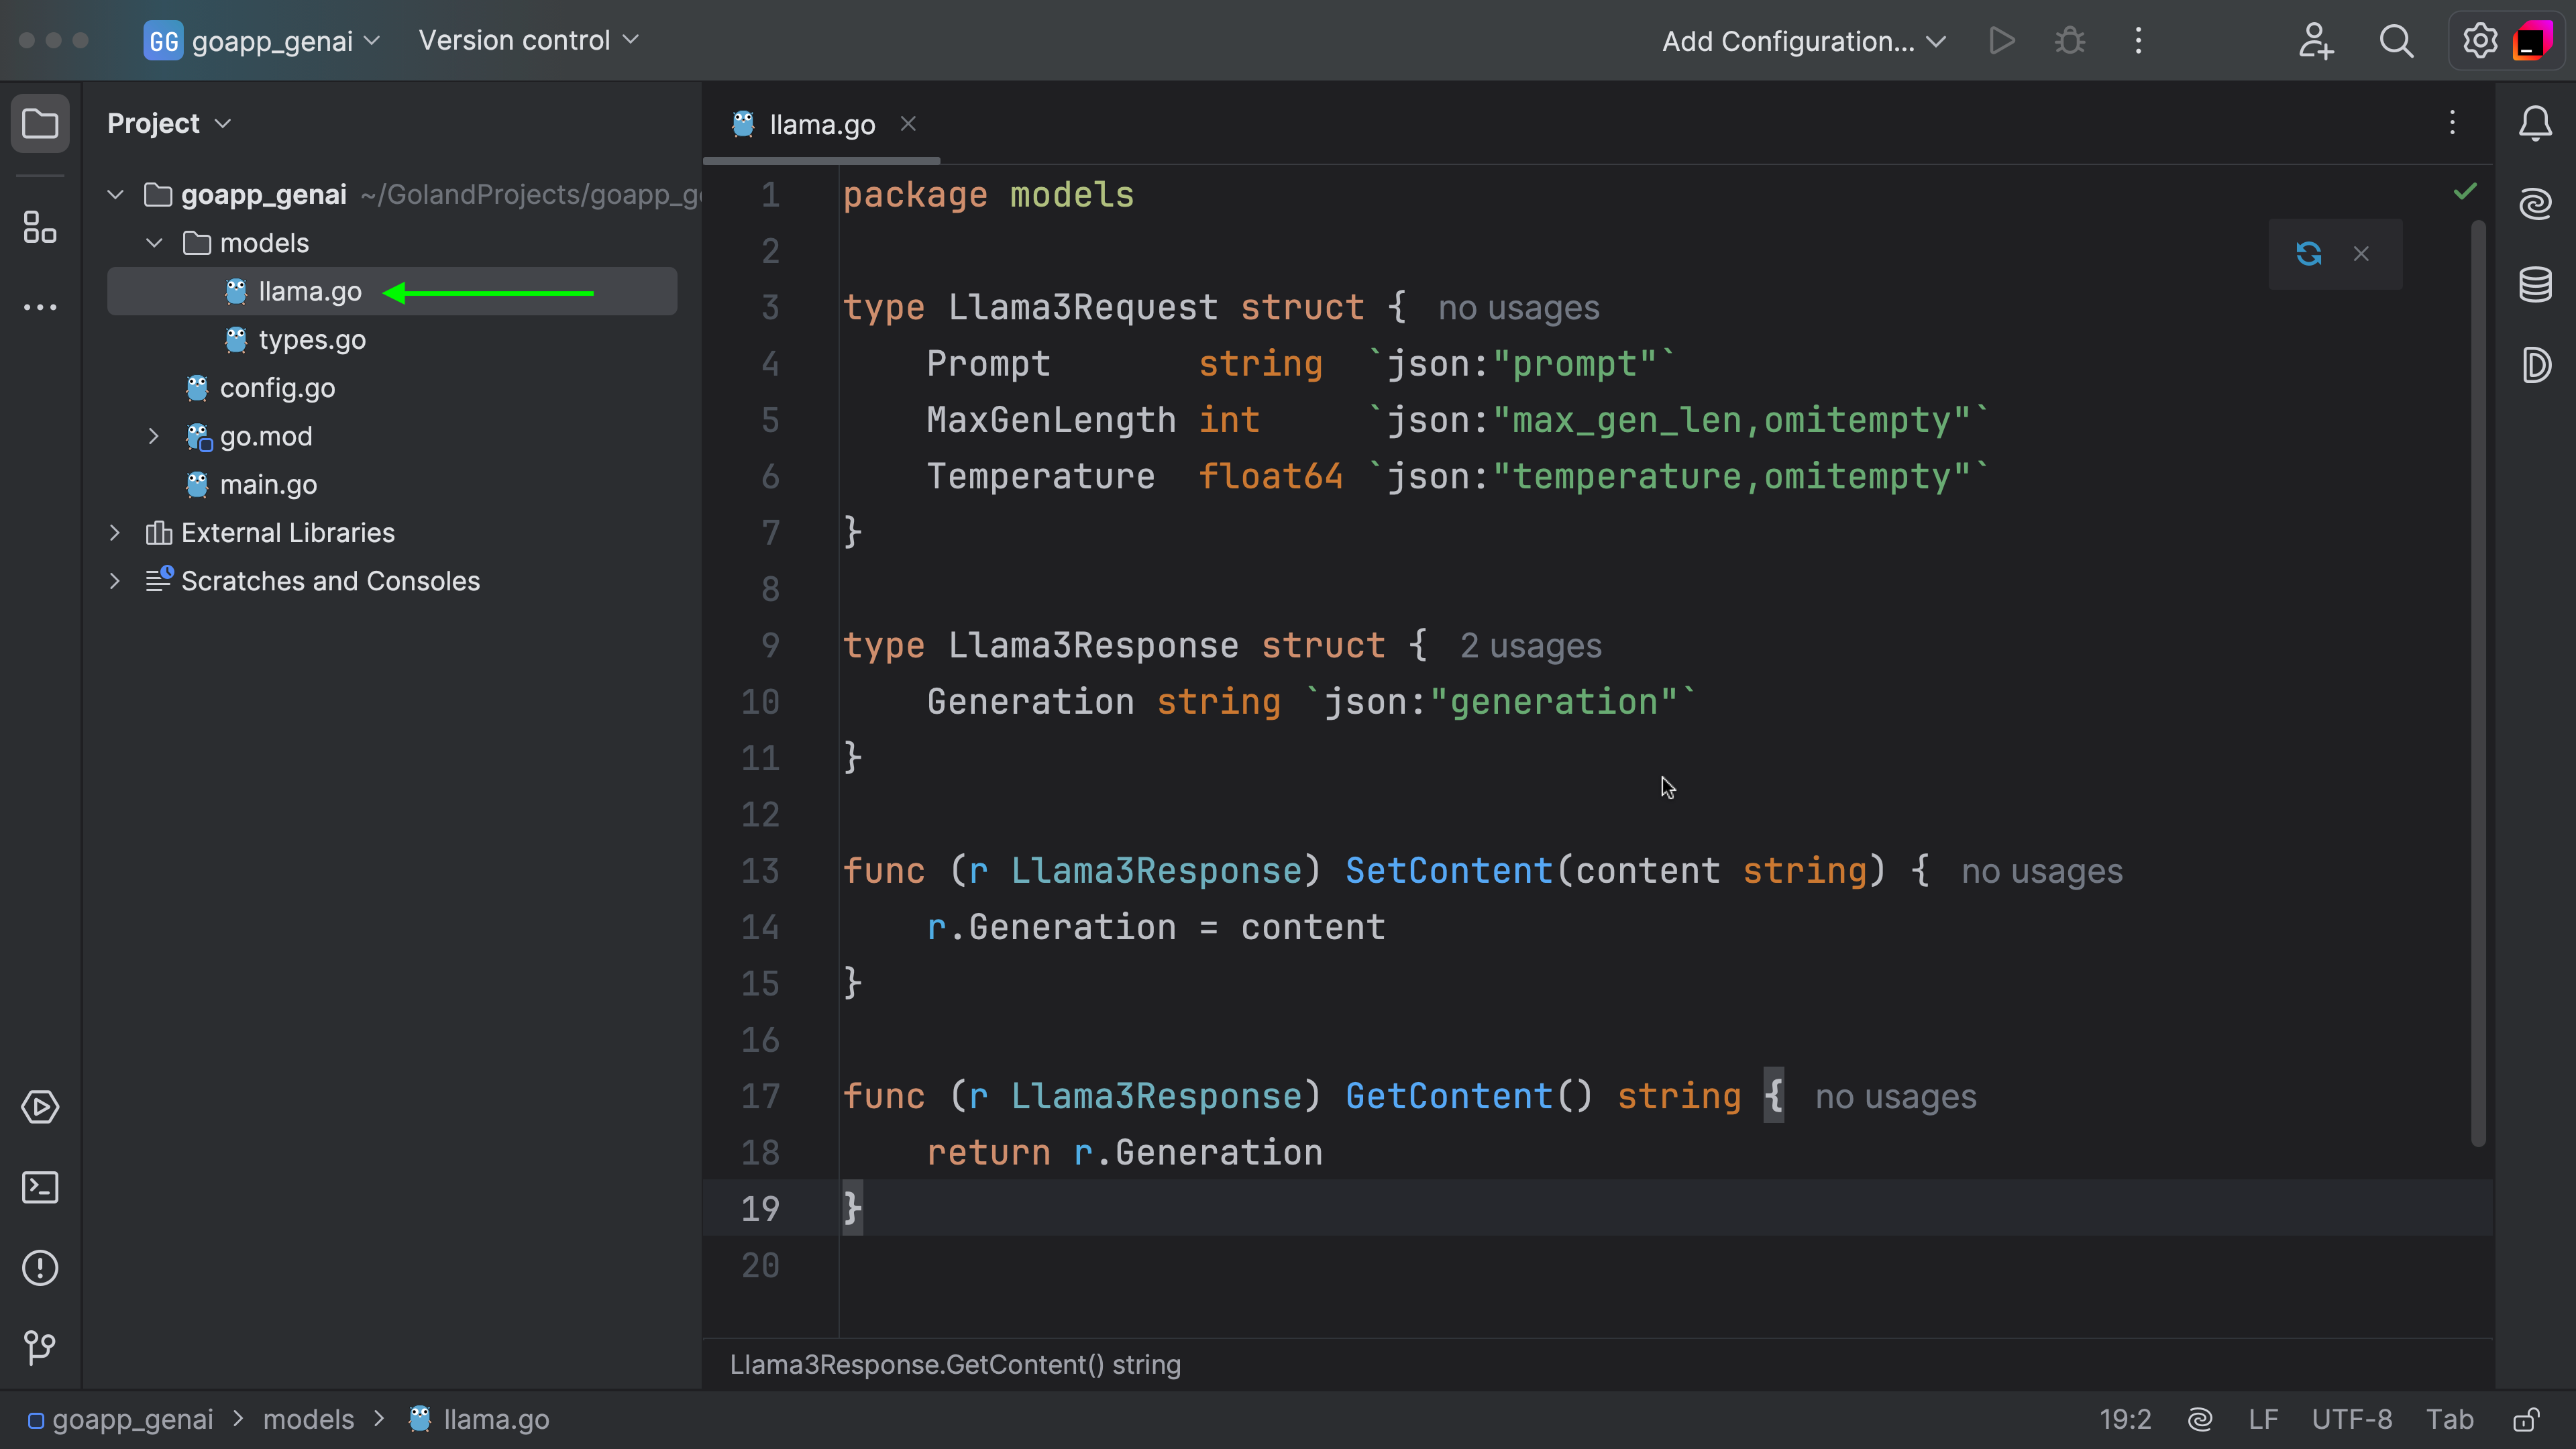 GG goapp_genai Version control Add Configuration...
Project
goapp_genai ~/GolandProjects/goapp_g
models
llama.go
types.go
config.go
go.mod
main.go
External Libraries
Scratches and Consoles
llama.go
1 package models
2
3 type Llama3Request struct { no usages
4 Prompt string `json:"prompt"`
5 MaxGenLength int `json:"max_gen_len,omitempty"`
6 Temperature float64 `json:"temperature,omitempty"`
7 }
8
9 type Llama3Response struct { 2 usages
10 Generation string `json:"generation"`
11 }
12
13 func (r Llama3Response) SetContent(content string) { no usages
14 r.Generation = content
15 }
16
17 func (r Llama3Response) GetContent() string { no usages
18 return r.Generation
19 }
20
Llama3Response.GetContent() string
goapp_genai > models > llama.go 19:2 LF UTF-8 Tab